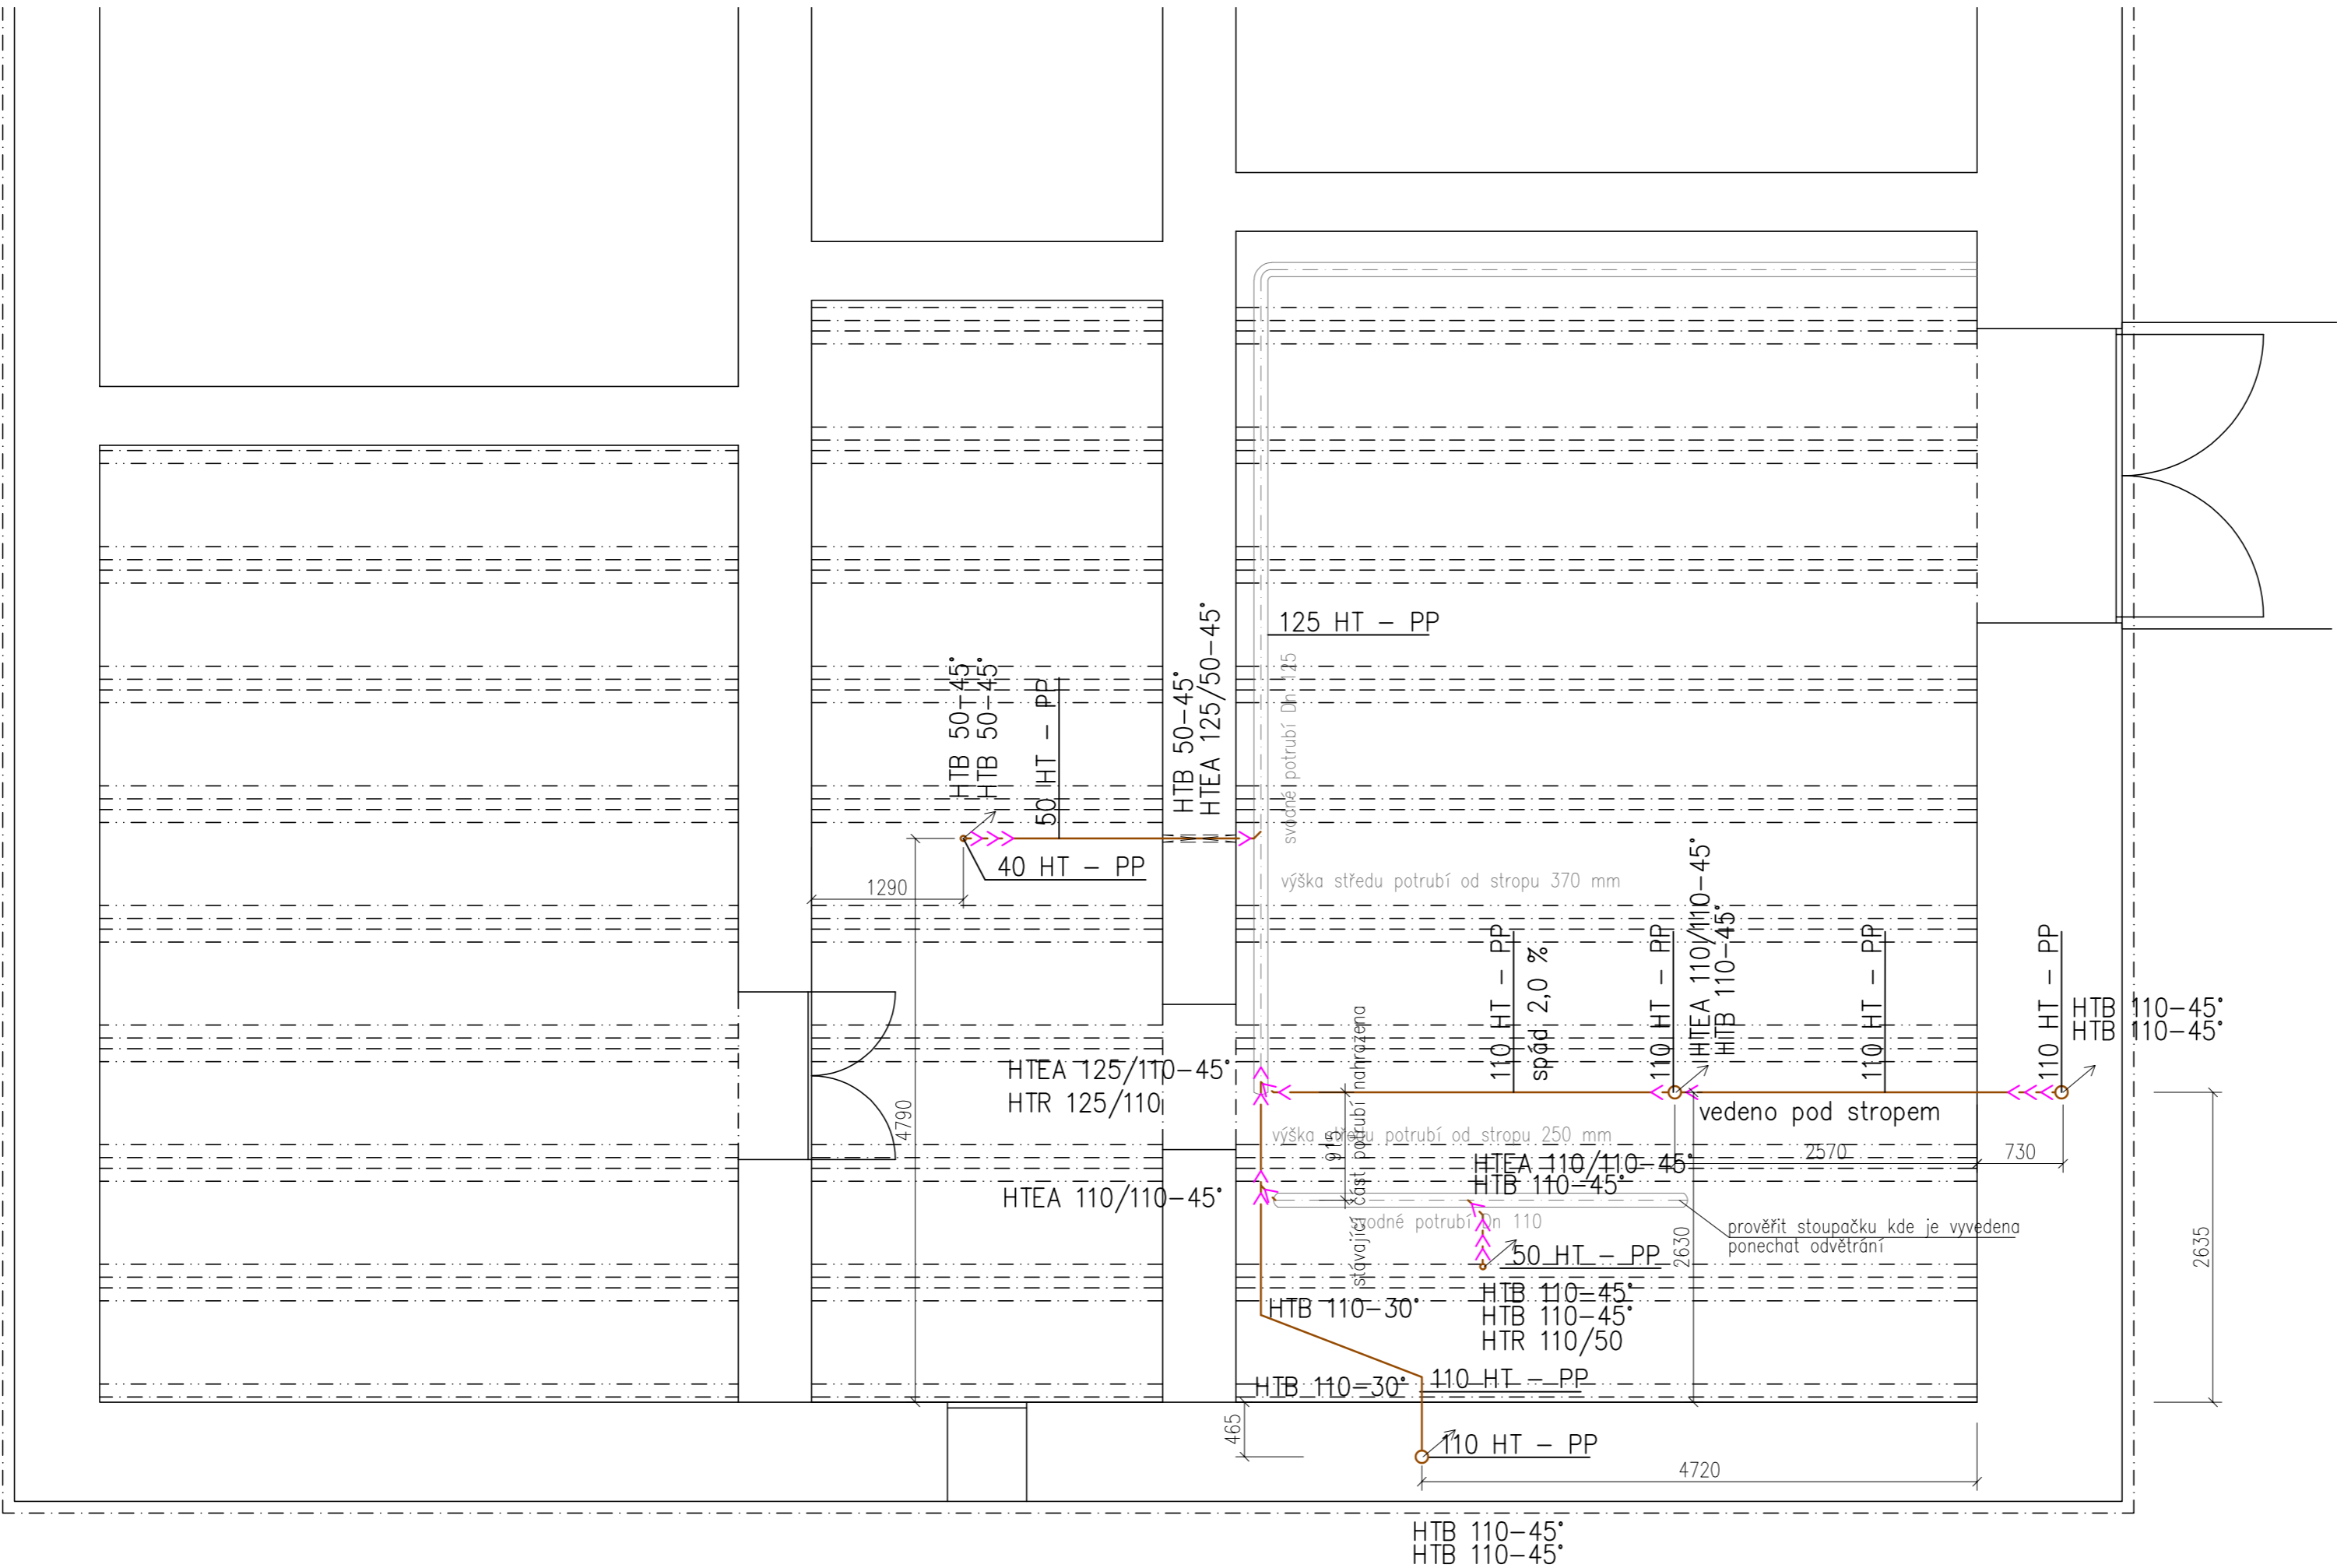 125 HT – PP
svodné potrubí Dn 125
HTB 50–45°
HTB 50–45°
50 HT – PP
HTB 50–45°
HTEA 125/50–45°
40 HT – PP
1290
výška středu potrubí od stropu 370 mm
4790
110 HT – PP
spád 2,0 %
110 HT – PP
HTEA 110/110–45°
HTB 110–45°
110 HT – PP
110 HT – PP
HTB 110–45°
HTB 110–45°
HTEA 125/110–45°
HTR 125/110
vedeno pod stropem
výška středu potrubí od stropu 250 mm
915
stávající část potrubí nahrazena
2570
730
HTEA 110/110–45°
HTB 110–45°
HTEA 110/110–45°
svodné potrubí Dn 110
prověřit stoupačku kde je vyvedena
ponechat odvětrání
2630
2635
50 HT – PP
HTB 110–45°
HTB 110–45°
HTR 110/50
HTB 110–30°
HTB 110–30°
110 HT – PP
465
110 HT – PP
4720
HTB 110–45°
HTB 110–45°